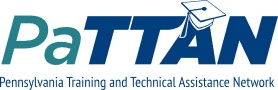 PaTTAN
Pennsylvania Training and Technical Assistance Network